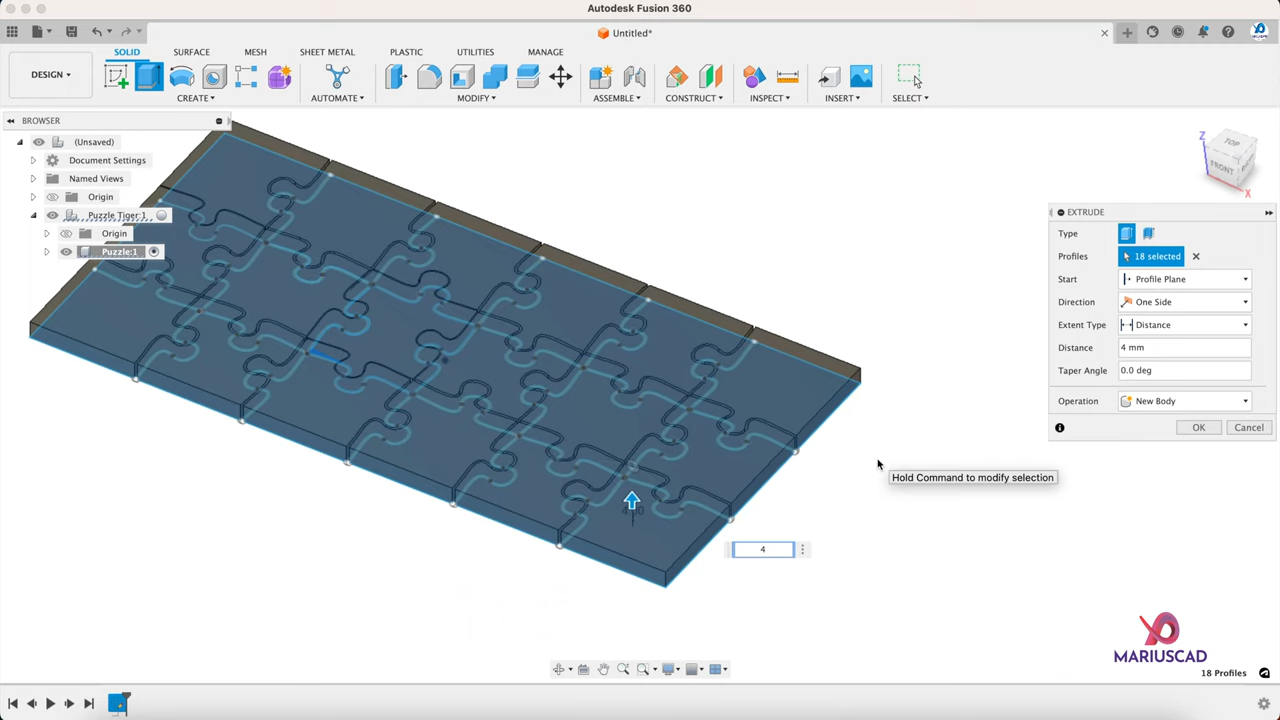 Autodesk Fusion 360
Untitled*
DESIGN
SOLID SURFACE MESH SHEET METAL PLASTIC UTILITIES MANAGE
CREATE AUTOMATE MODIFY ASSEMBLE CONSTRUCT INSPECT INSERT SELECT
BROWSER
(Unsaved)
Document Settings
Named Views
Origin
Puzzle Tiger:1
Origin
Puzzle:1
TOP
FRONT
Z
X
EXTRUDE
Type
Profiles 18 selected
Start Profile Plane
Direction One Side
Extent Type Distance
Distance 4 mm
Taper Angle 0.0 deg
Operation New Body
OK Cancel
Hold Command to modify selection
4
MARIUSCAD
18 Profiles